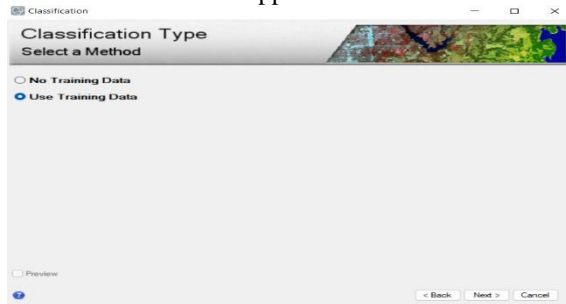 Classification
Classification Type
Select a Method
No Training Data
Use Training Data
Preview
?
< Back Next > Cancel